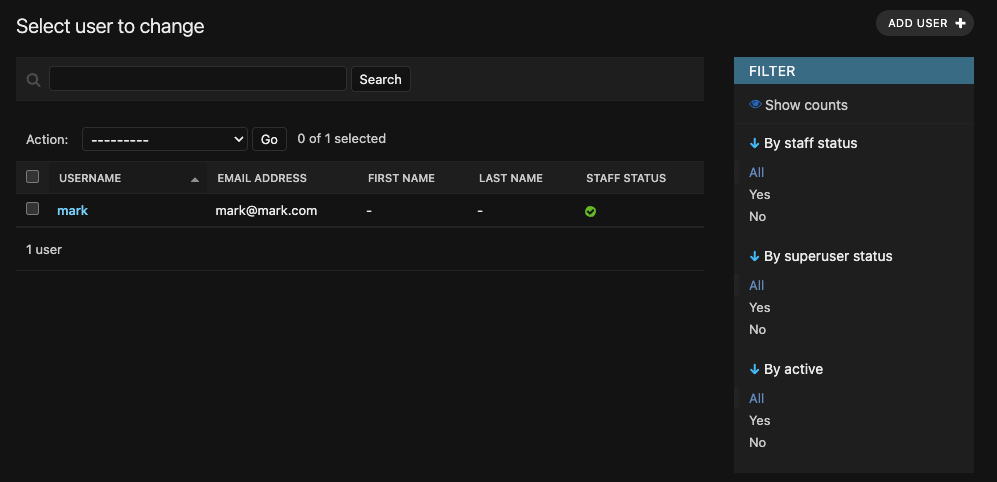 Select user to change
ADD USER
Search
Action: --------- Go 0 of 1 selected
USERNAME EMAIL ADDRESS FIRST NAME LAST NAME STAFF STATUS
mark mark@mark.com - -
1 user
FILTER
Show counts
By staff status
All
Yes
No
By superuser status
All
Yes
No
By active
All
Yes
No